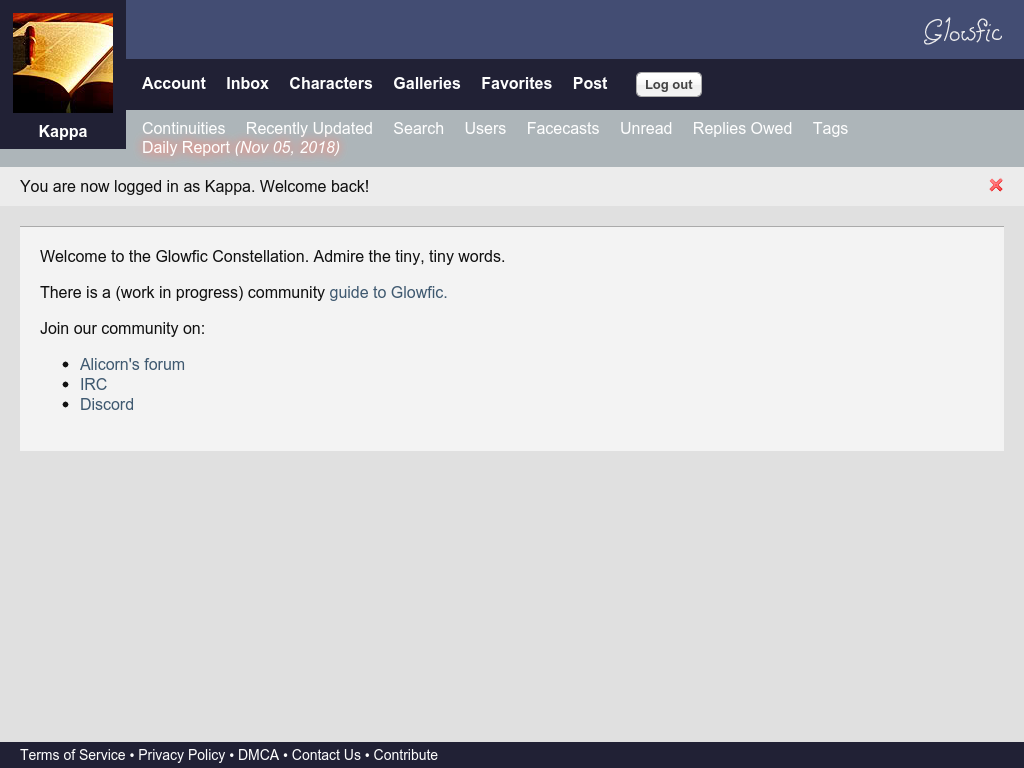 Glowfic
Account Inbox Characters Galleries Favorites Post Log out
Kappa
Continuities Recently Updated Search Users Facecasts Unread Replies Owed Tags
Daily Report (Nov 05, 2018)
You are now logged in as Kappa. Welcome back!
Welcome to the Glowfic Constellation. Admire the tiny, tiny words.
There is a (work in progress) community guide to Glowfic.
Join our community on:
• Alicorn's forum
• IRC
• Discord
Terms of Service • Privacy Policy • DMCA • Contact Us • Contribute